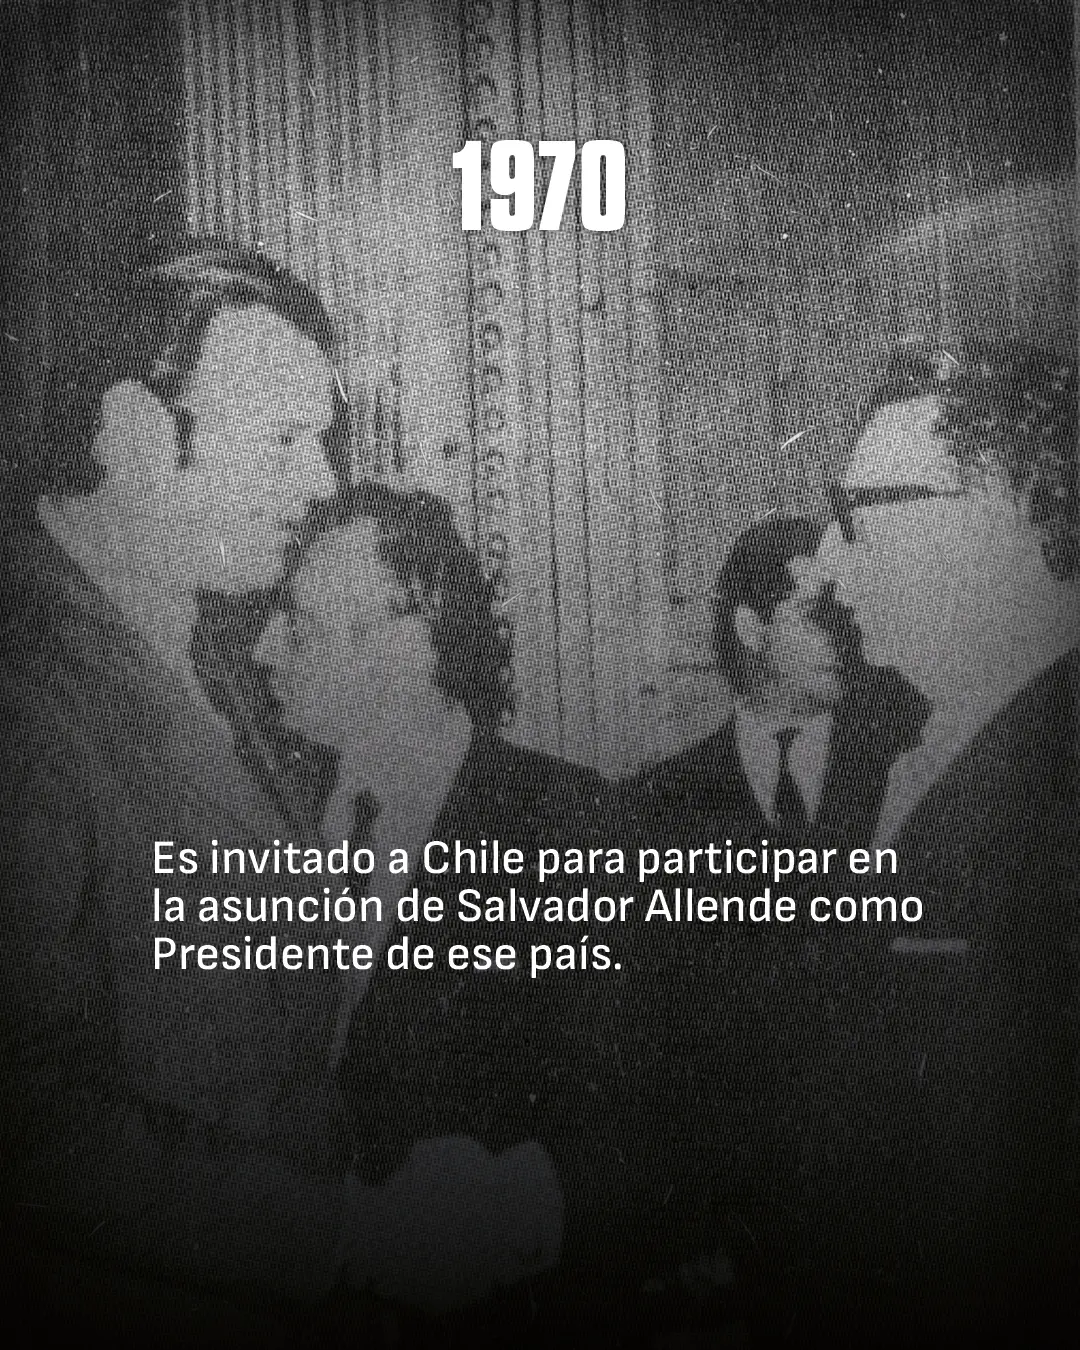 1970
Es invitado a Chile para participar en
la asunción de Salvador Allende como
Presidente de ese país.